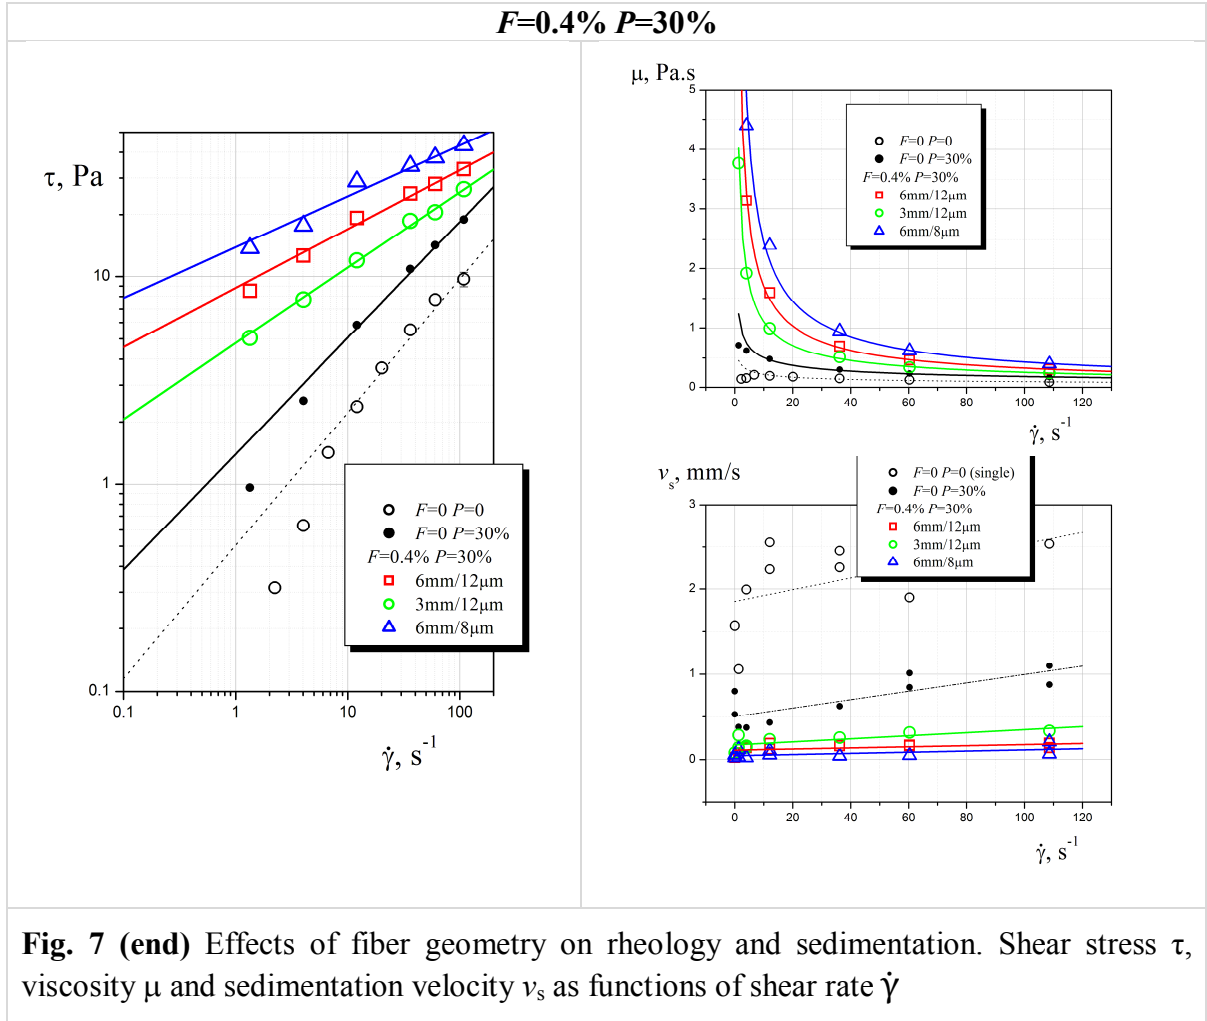 F=0.4% P=30%
τ, Pa
10
1
0.1
0.1
1
10
100
γ̇, s⁻¹
F=0 P=0
F=0 P=30%
F=0.4% P=30%
6mm/12μm
3mm/12μm
6mm/8μm
μ, Pa.s
5
4
3
2
1
0
0
20
40
60
80
100
120
γ̇, s⁻¹
F=0 P=0
F=0 P=30%
F=0.4% P=30%
6mm/12μm
3mm/12μm
6mm/8μm
vₛ, mm/s
3
2
1
0
0
20
40
60
80
100
120
γ̇, s⁻¹
F=0 P=0 (single)
F=0 P=30%
F=0.4% P=30%
6mm/12μm
3mm/12μm
6mm/8μm
Fig. 7 (end) Effects of fiber geometry on rheology and sedimentation. Shear stress τ,
viscosity μ and sedimentation velocity vₛ as functions of shear rate γ̇